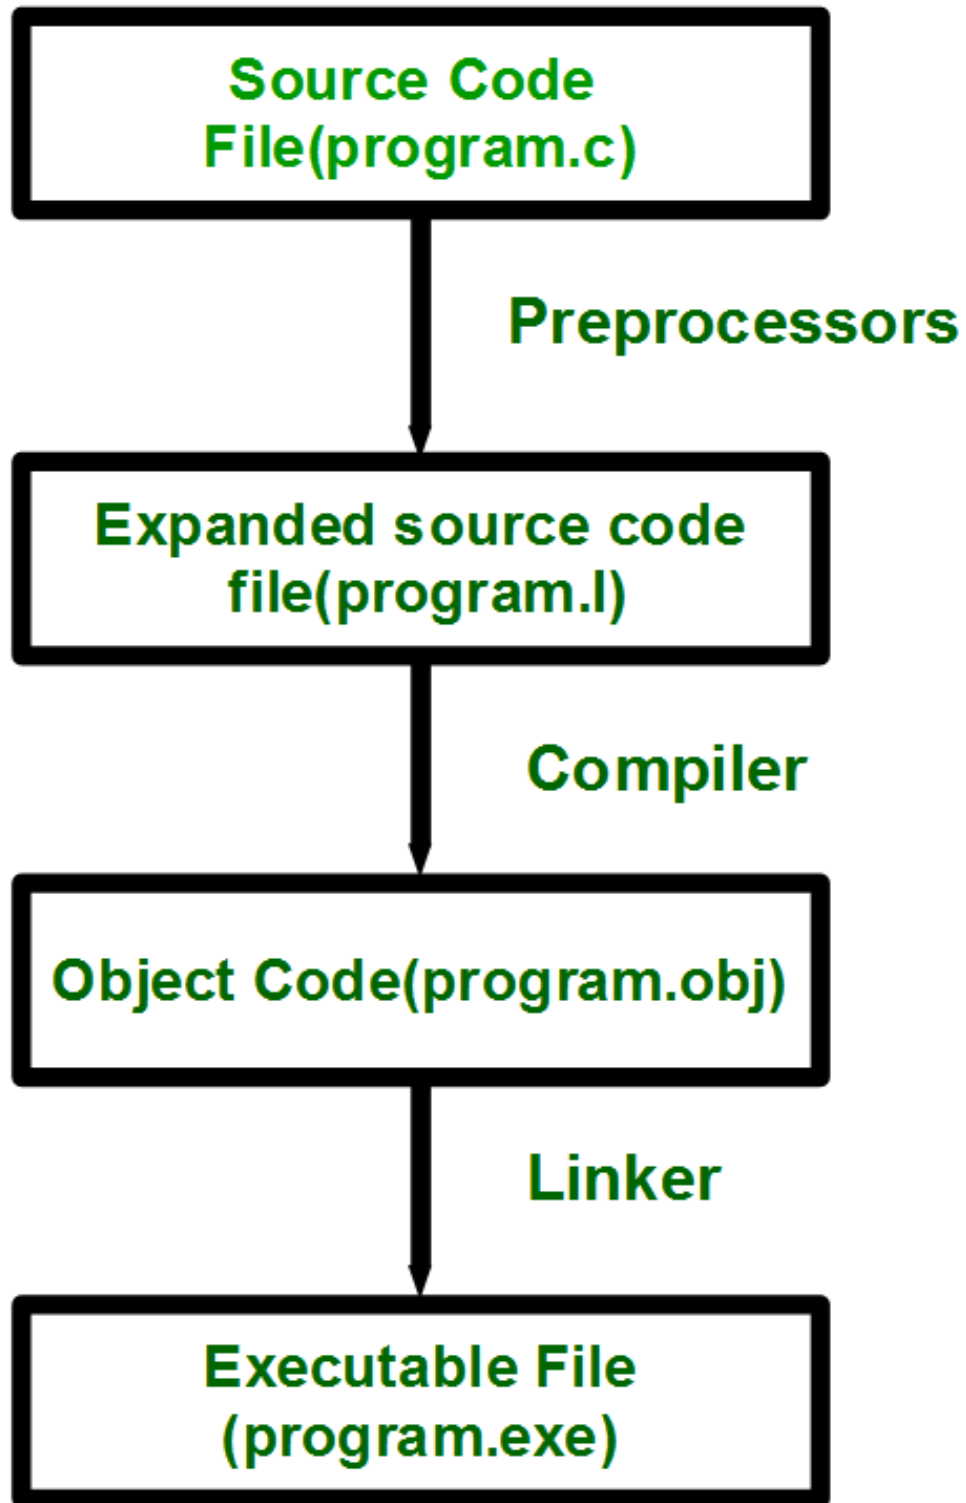 Source Code
File(program.c)
Preprocessors
Expanded source code
file(program.l)
Compiler
Object Code(program.obj)
Linker
Executable File
(program.exe)